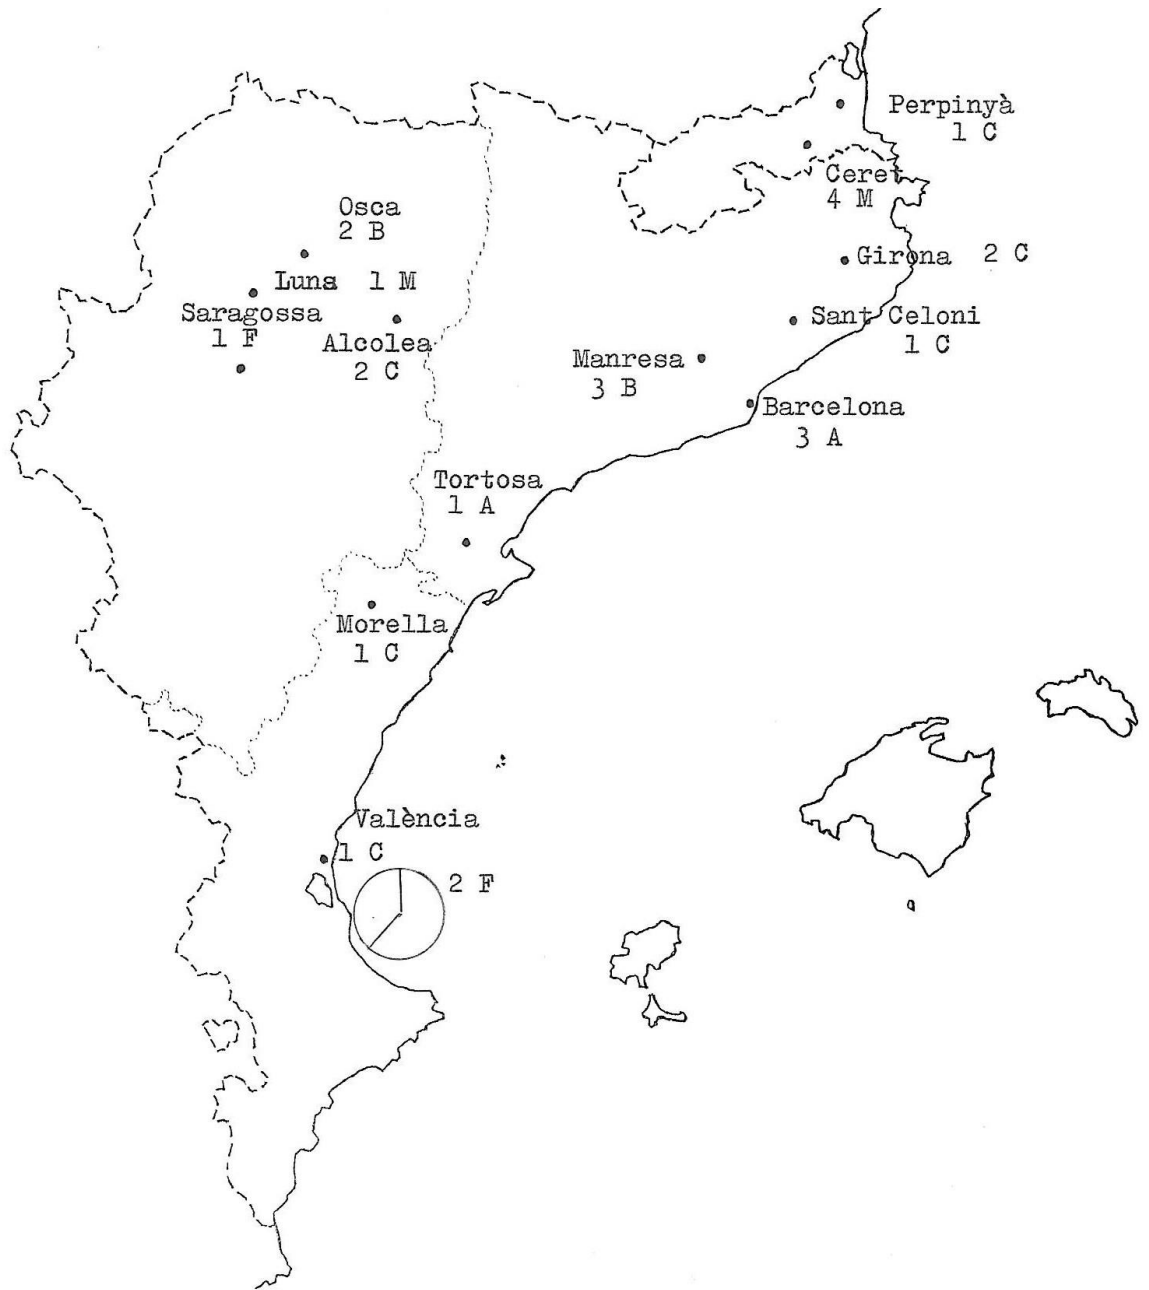 Perpinyà
1 C
Ceret
4 M
Osca
2 B
Girona 2 C
Luna 1 M
Saragossa
1 F
Sant Celoni
1 C
Alcolea
2 C
Manresa
3 B
Barcelona
3 A
Tortosa
1 A
Morella
1 C
València
1 C
2 F